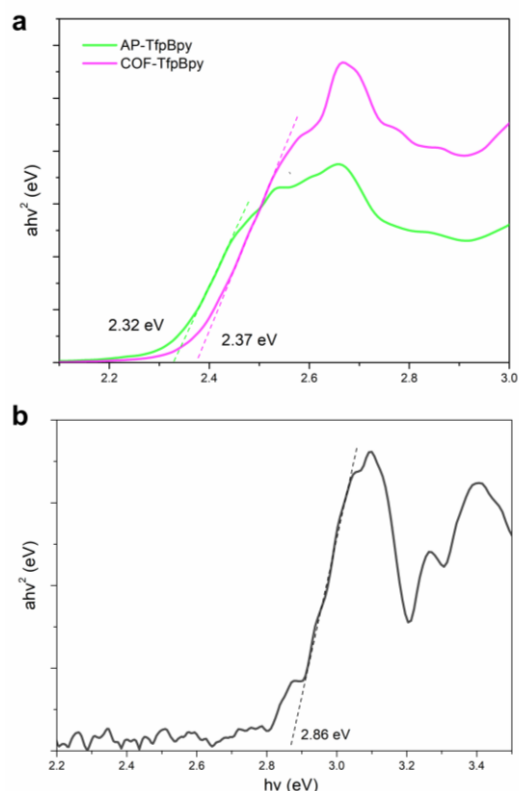 a
AP-TfpBpy
COF-TfpBpy
ahv² (eV)
2.32 eV
2.37 eV
2.2 2.4 2.6 2.8 3.0
b
ahv² (eV)
2.86 eV
2.2 2.4 2.6 2.8 3.0 3.2 3.4
hv (eV)